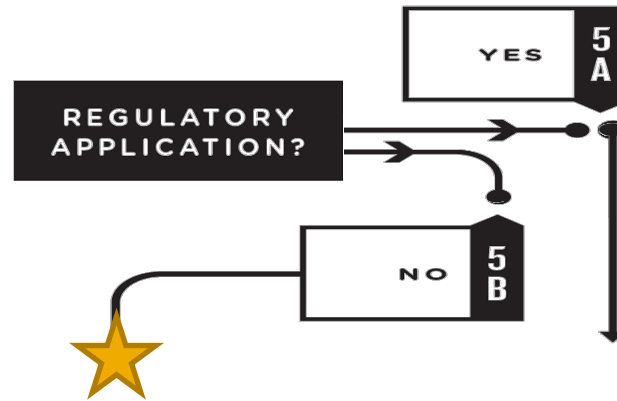 YES
5
A
REGULATORY
APPLICATION?
NO
5
B